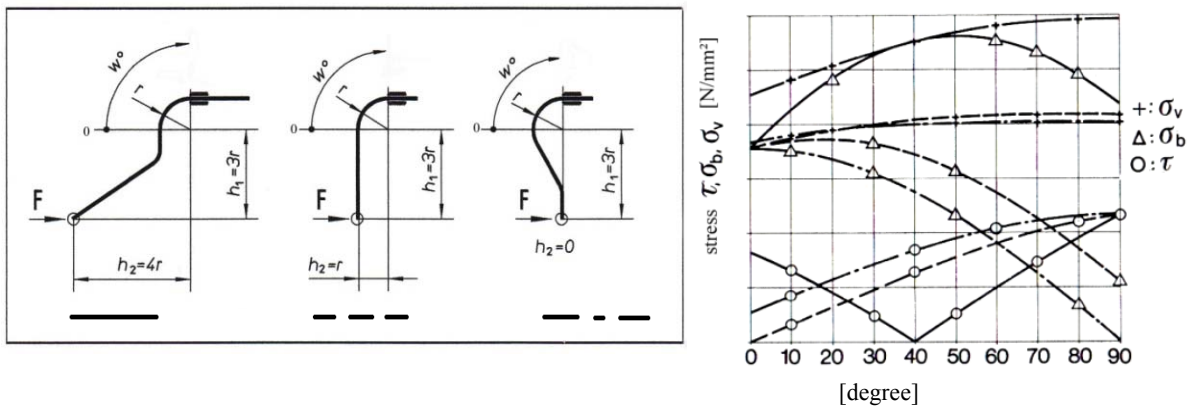 w°
r
0
h₁=3r
F
h₂=4r
w°
r
0
h₁=3r
F
h₂=r
w°
r
0
h₁=3r
F
h₂=0
stress τ, σb, σv [N/mm²]
+: σv
Δ: σb
O: τ
0 10 20 30 40 50 60 70 80 90
[degree]